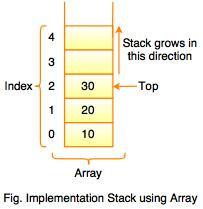 4
Stack grows in
this direction
3
Index
2
30
Top
1
20
0
10
Array
Fig. Implementation Stack using Array